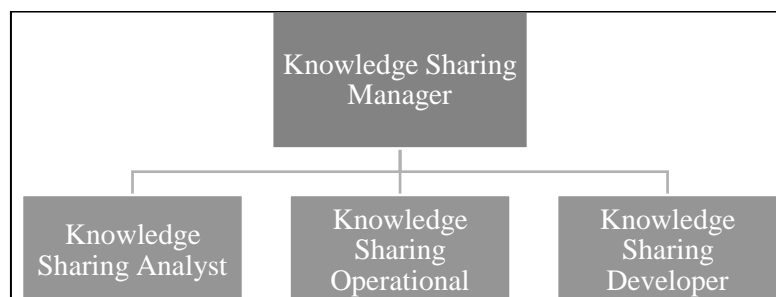 Knowledge Sharing
Manager
Knowledge
Sharing Analyst
Knowledge
Sharing
Operational
Knowledge
Sharing
Developer